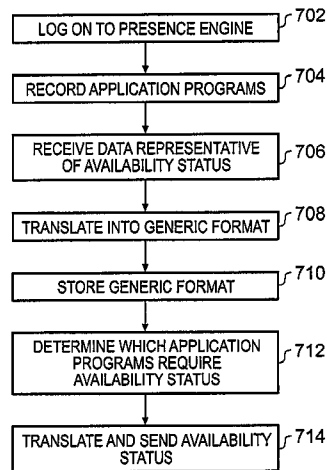 LOG ON TO PRESENCE ENGINE
702
RECORD APPLICATION PROGRAMS
704
RECEIVE DATA REPRESENTATIVE
OF AVAILABILITY STATUS
706
TRANSLATE INTO GENERIC FORMAT
708
STORE GENERIC FORMAT
710
DETERMINE WHICH APPLICATION
PROGRAMS REQUIRE
AVAILABILITY STATUS
712
TRANSLATE AND SEND AVAILABILITY
STATUS
714